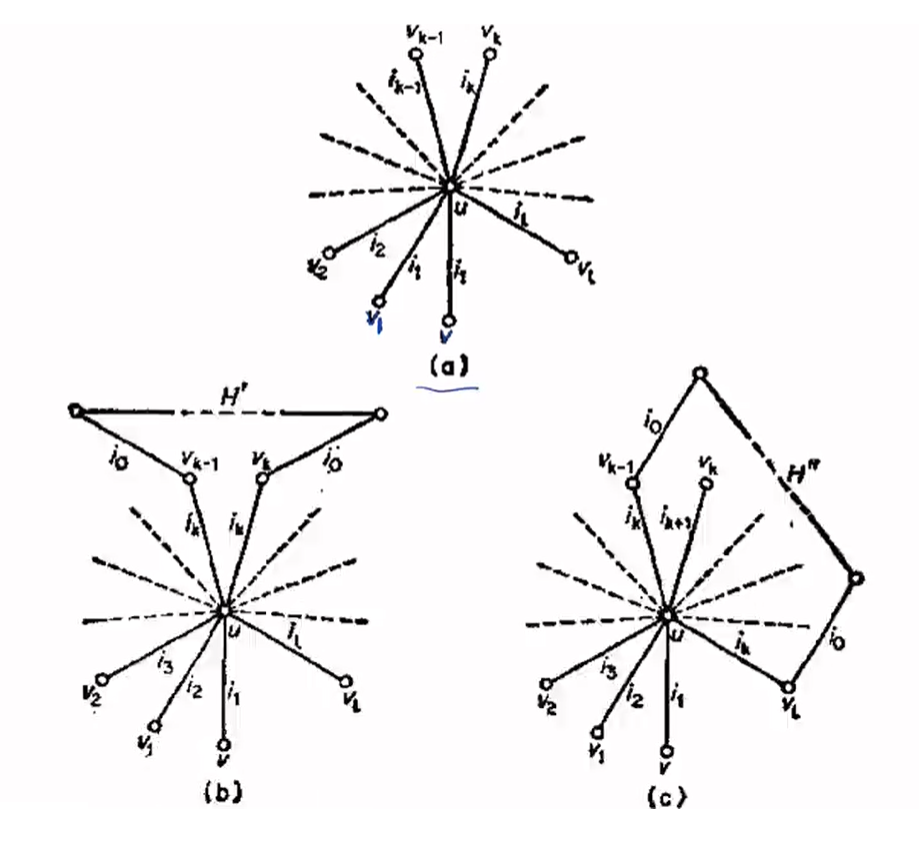 v_{k-1} v_k
i_{k-1} i_k
u
i_2 i_1 i_1 i_l
v_2 v_l
v_1 v
(a)
H'
i_0 v_{k-1} v_k i_0
i_k i_k
u
i_3 i_2 i_1 i_l
v_2 v_l
v_1 v
(b)
i_0
v_{k-1} v_k H''
i_k i_{k+1}
u
i_3 i_2 i_1 i_k i_0
v_2 v_l
v_1 v
(c)